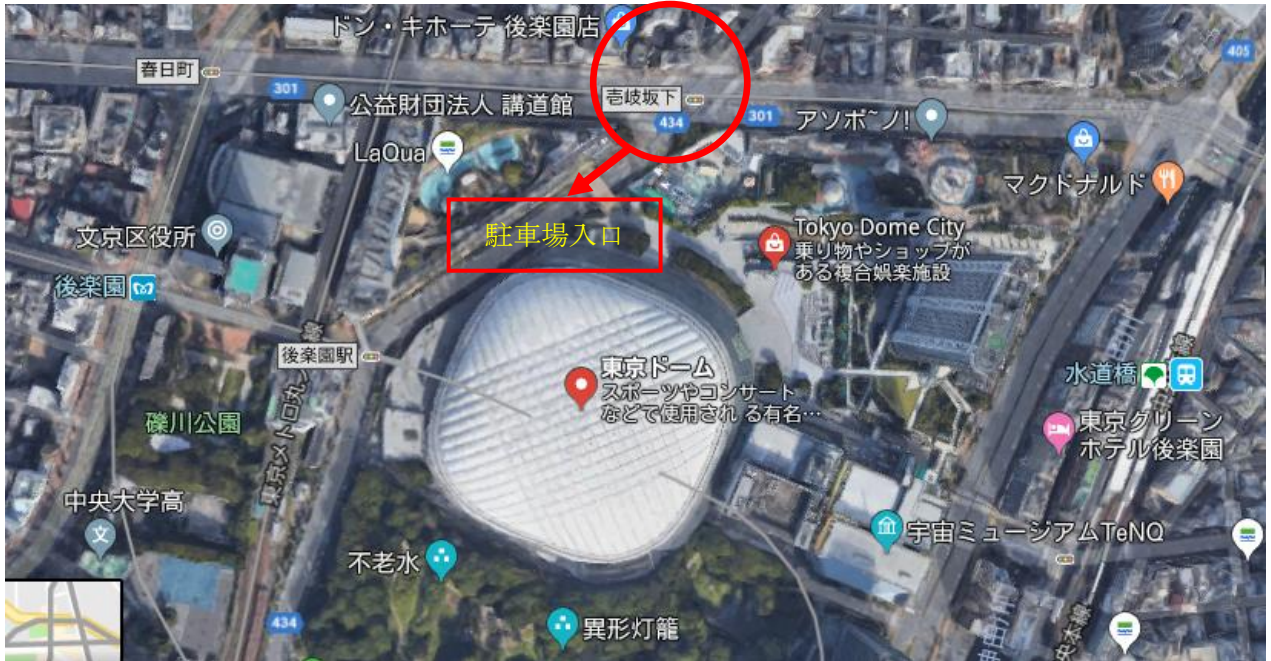 ドン・キホーテ 後楽園店
405
春日町
301
公益財団法人 講道館
壱岐坂下
434
301
アソボ~ノ!
LaQua
マクドナルド
駐車場入口
文京区役所
Tokyo Dome City
乗り物やショップが
ある複合娯楽施設
後楽園
後楽園駅
東京ドーム
スポーツやコンサート
などで使用され る有名…
水道橋
礫川公園
東京グリーン
ホテル後楽園
中央大学高
宇宙ミュージアムTeNQ
不老水
434
異形灯籠
神田川